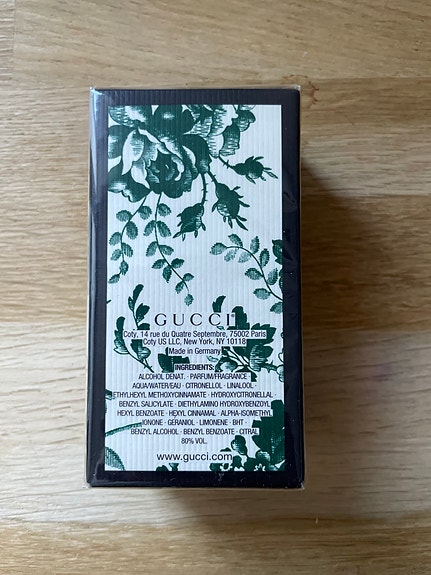 GUCCI
Coty, 14 rue du Quatre Septembre, 75002 Paris
Coty US LLC, New York, NY 10118
Made in Germany
INGREDIENTS:
ALCOHOL DENAT. · PARFUM/FRAGRANCE ·
AQUA/WATER/EAU · CITRONELLOL · LINALOOL ·
ETHYLHEXYL METHOXYCINNAMATE · HYDROXYCITRONELLAL ·
BENZYL SALICYLATE · DIETHYLAMINO HYDROXYBENZOYL
HEXYL BENZOATE · HEXYL CINNAMAL · ALPHA-ISOMETHYL
IONONE · GERANIOL · LIMONENE · BHT ·
BENZYL ALCOHOL · BENZYL BENZOATE · CITRAL
80% VOL.
www.gucci.com